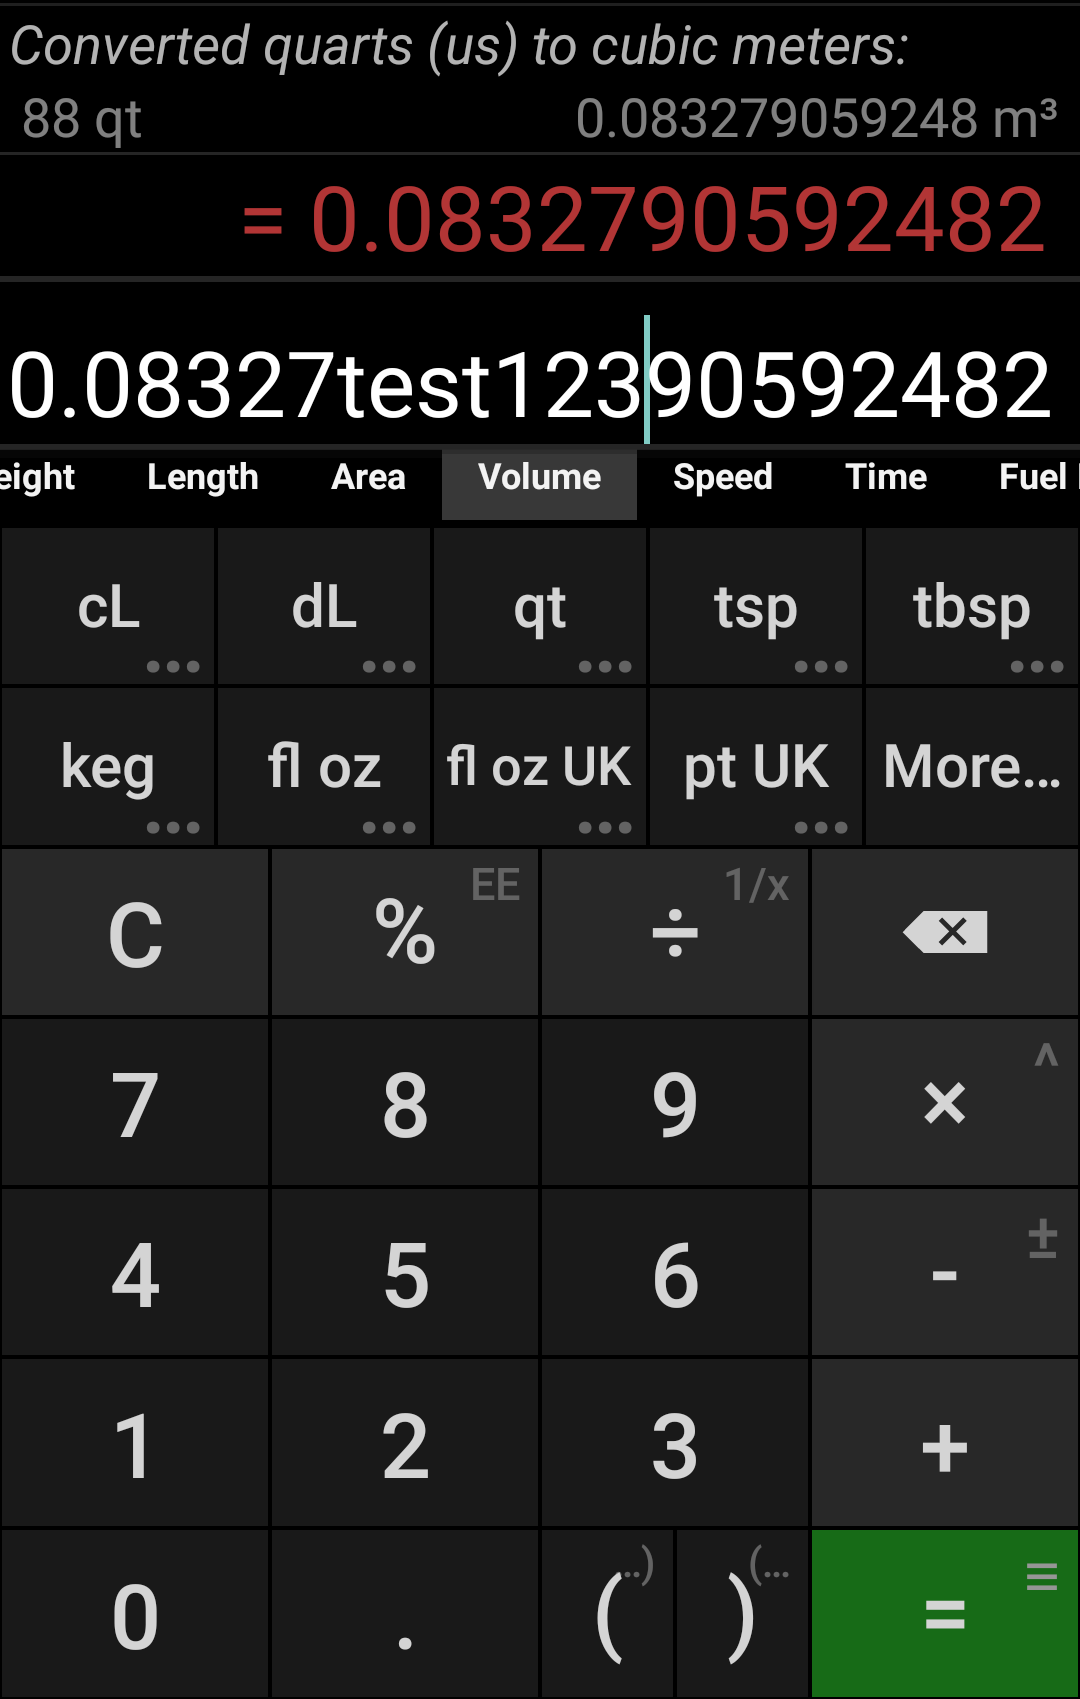 Converted quarts (us) to cubic meters:
88 qt 0.083279059248 m³
= 0.0832790592482
0.08327test12390592482
eight Length Area Volume Speed Time Fuel
cL dL qt tsp tbsp
keg fl oz fl oz UK pt UK More...
C % EE ÷ 1/x
7 8 9 × ^
4 5 6 - ±
1 2 3 +
0 . ( ..) ) (... = ≡